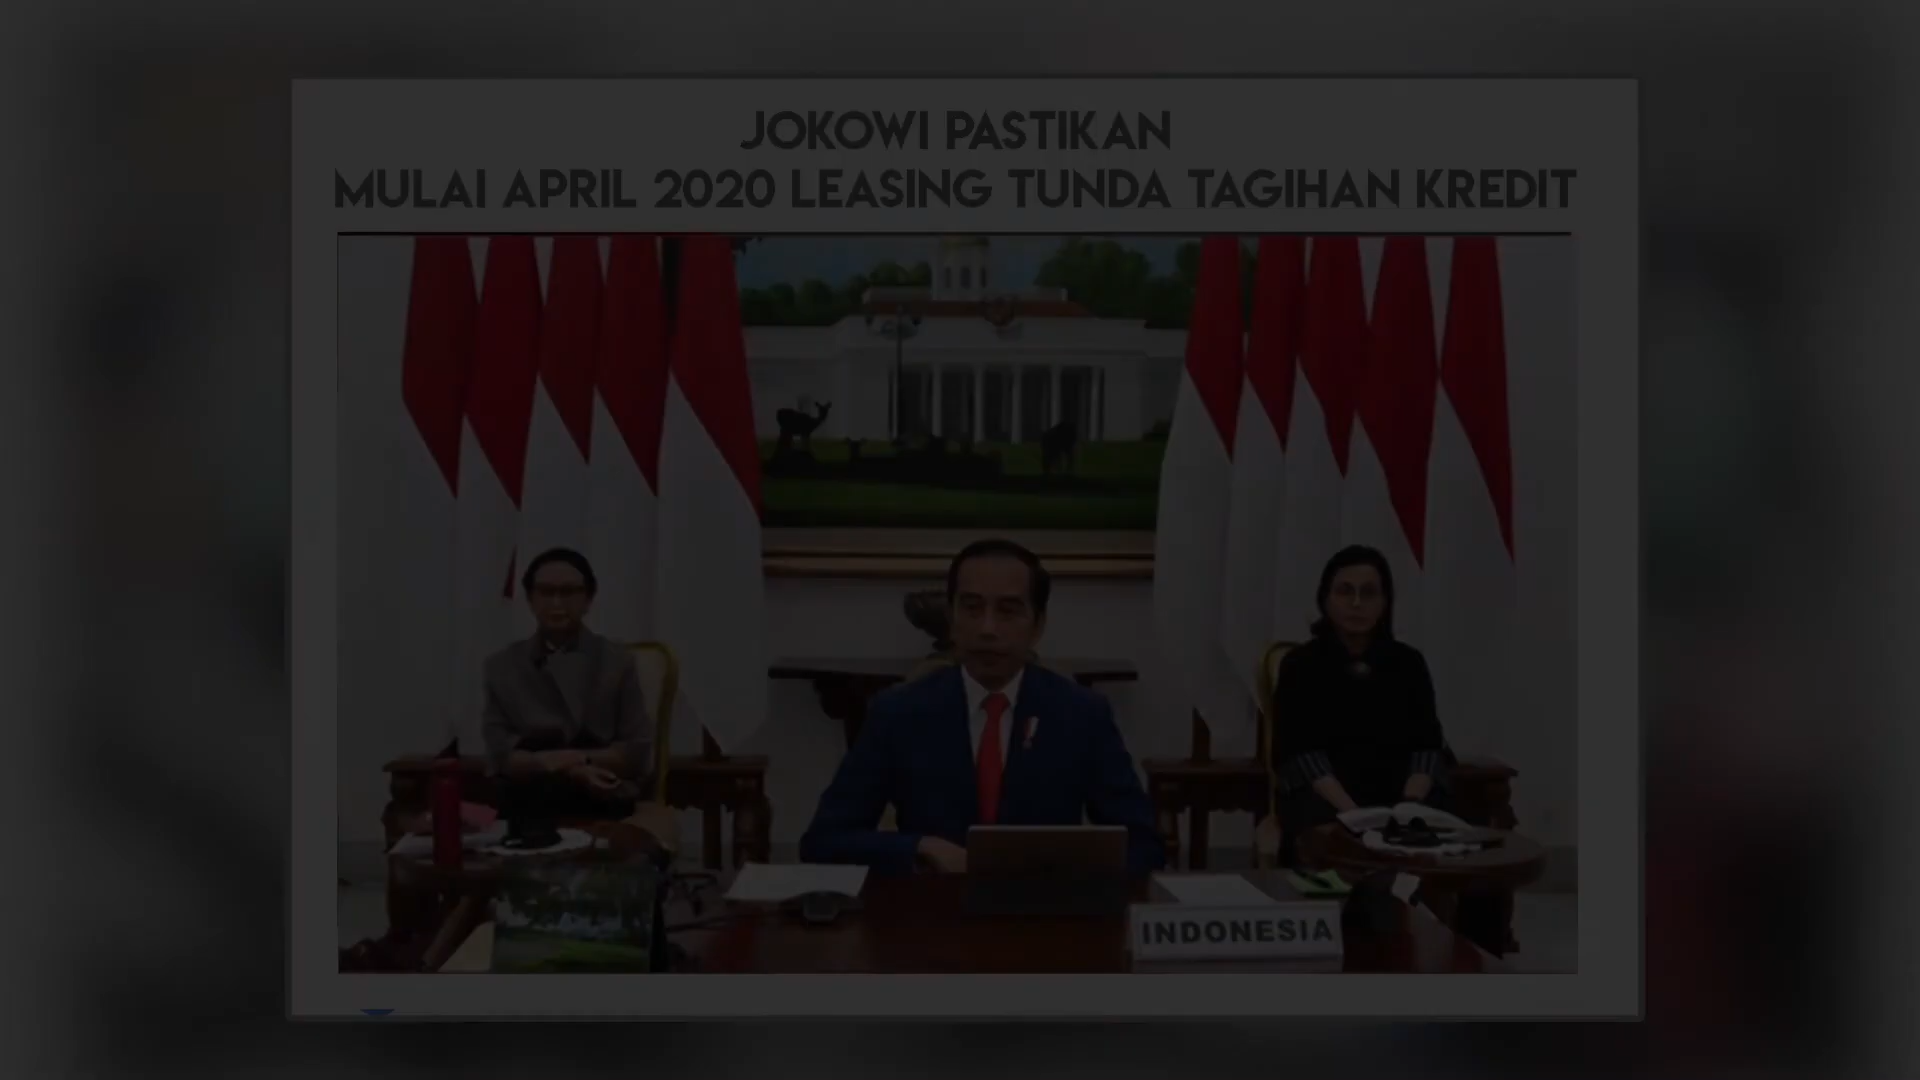 JOKOWI PASTIKAN
MULAI APRIL 2020 LEASING TUNDA TAGIHAN KREDIT
INDONESIA